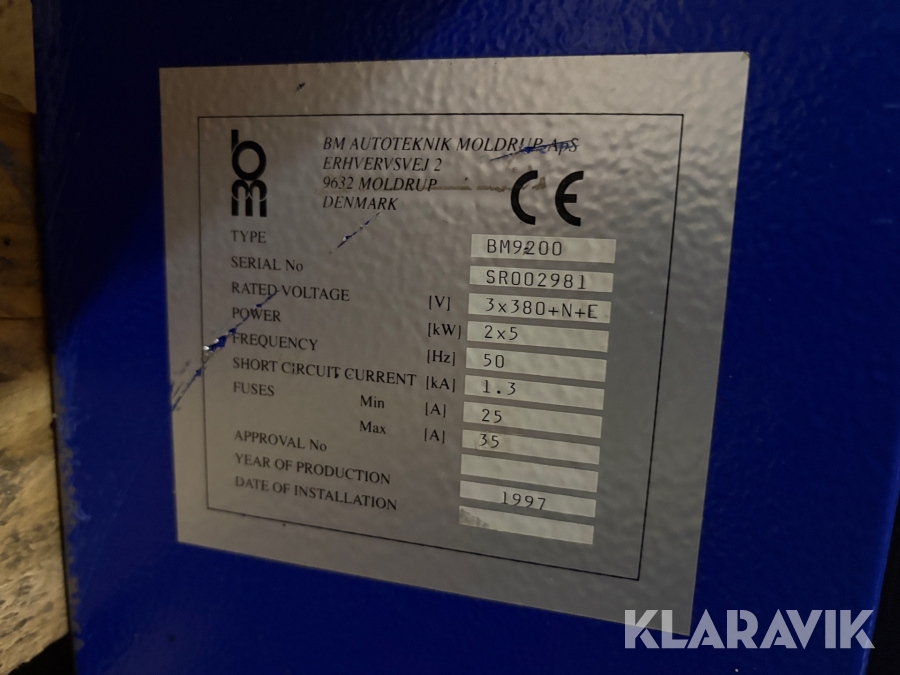 bm
BM AUTOTEKNIK MOLDRUP ApS
ERHVERVSVEJ 2
9632 MOLDRUP
DENMARK
CE
TYPE BM9200
SERIAL No SR002981
RATED VOLTAGE [V] 3x380+N+E
POWER [kW] 2x5
FREQUENCY [Hz] 50
SHORT CIRCUIT CURRENT [kA] 1.3
FUSES Min [A] 25
Max [A] 35
APPROVAL No
YEAR OF PRODUCTION 1997
DATE OF INSTALLATION
KLARAVIK